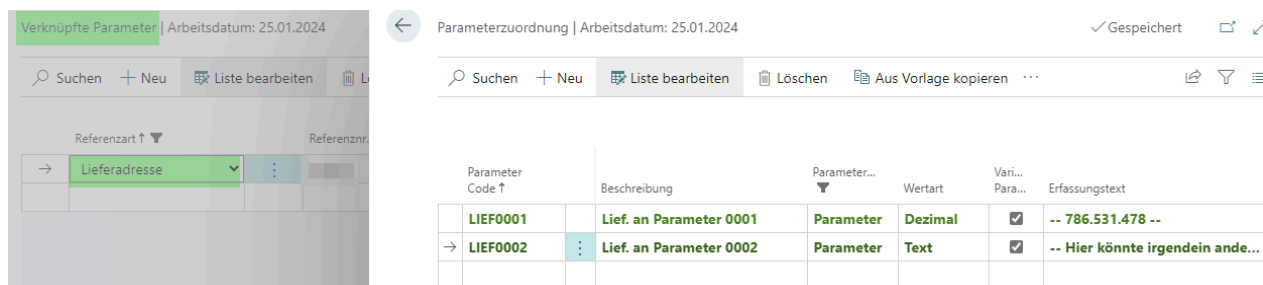 Verknüpfte Parameter | Arbeitsdatum: 25.01.2024
Suchen Neu Liste bearbeiten
Referenzart ↑ Referenznr.
→ Lieferadresse
Parameterzuordnung | Arbeitsdatum: 25.01.2024 Gespeichert
Suchen Neu Liste bearbeiten Löschen Aus Vorlage kopieren ...
Parameter Code ↑ Beschreibung Parameter... Wertart Vari... Para... Erfassungstext
LIEF0001 Lief. an Parameter 0001 Parameter Dezimal -- 786.531.478 --
→ LIEF0002 Lief. an Parameter 0002 Parameter Text -- Hier könnte irgendein ande...